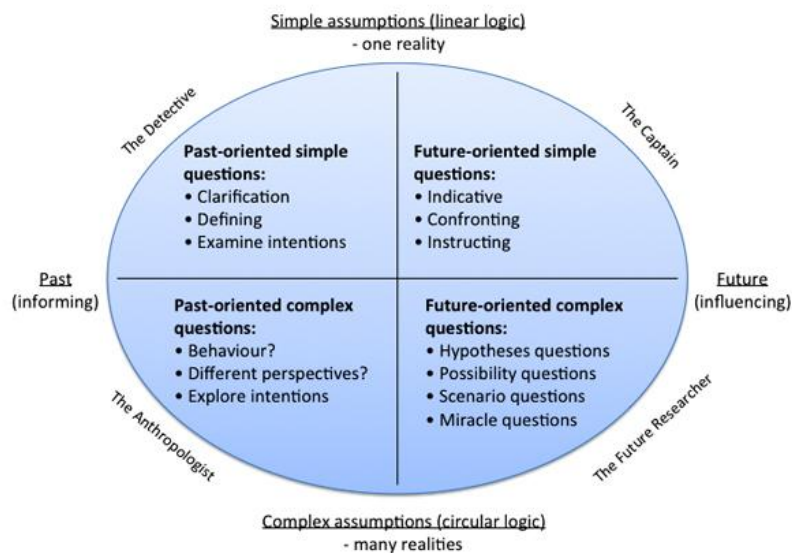 Simple assumptions (linear logic)
- one reality
The Detective
The Captain
Past-oriented simple
questions:
• Clarification
• Defining
• Examine intentions
Future-oriented simple
questions:
• Indicative
• Confronting
• Instructing
Past
(informing)
Future
(influencing)
Past-oriented complex
questions:
• Behaviour?
• Different perspectives?
• Explore intentions
Future-oriented complex
questions:
• Hypotheses questions
• Possibility questions
• Scenario questions
• Miracle questions
The Anthropologist
The Future Researcher
Complex assumptions (circular logic)
- many realities